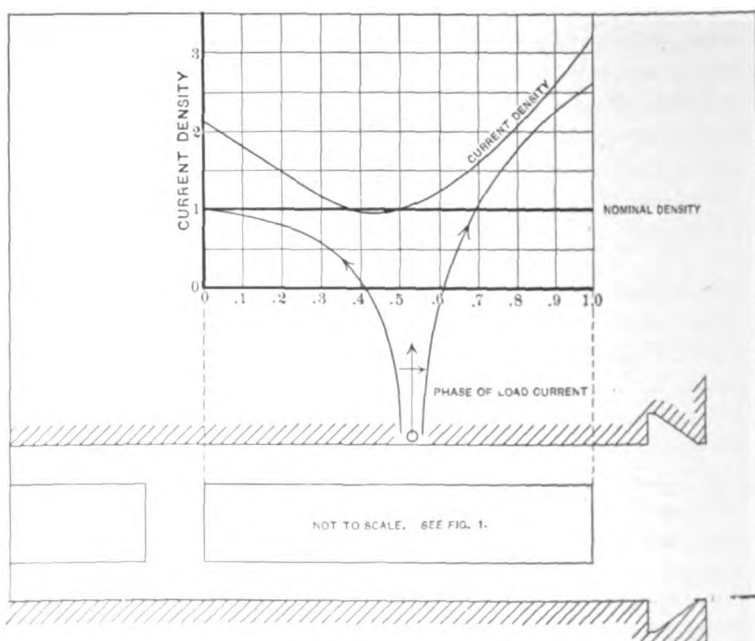 3
2
1
0
CURRENT DENSITY
CURRENT DENSITY
NOMINAL DENSITY
0 .1 .2 .3 .4 .5 .6 .7 .8 .9 1.0
PHASE OF LOAD CURRENT
NOT TO SCALE. SEE FIG. 1.